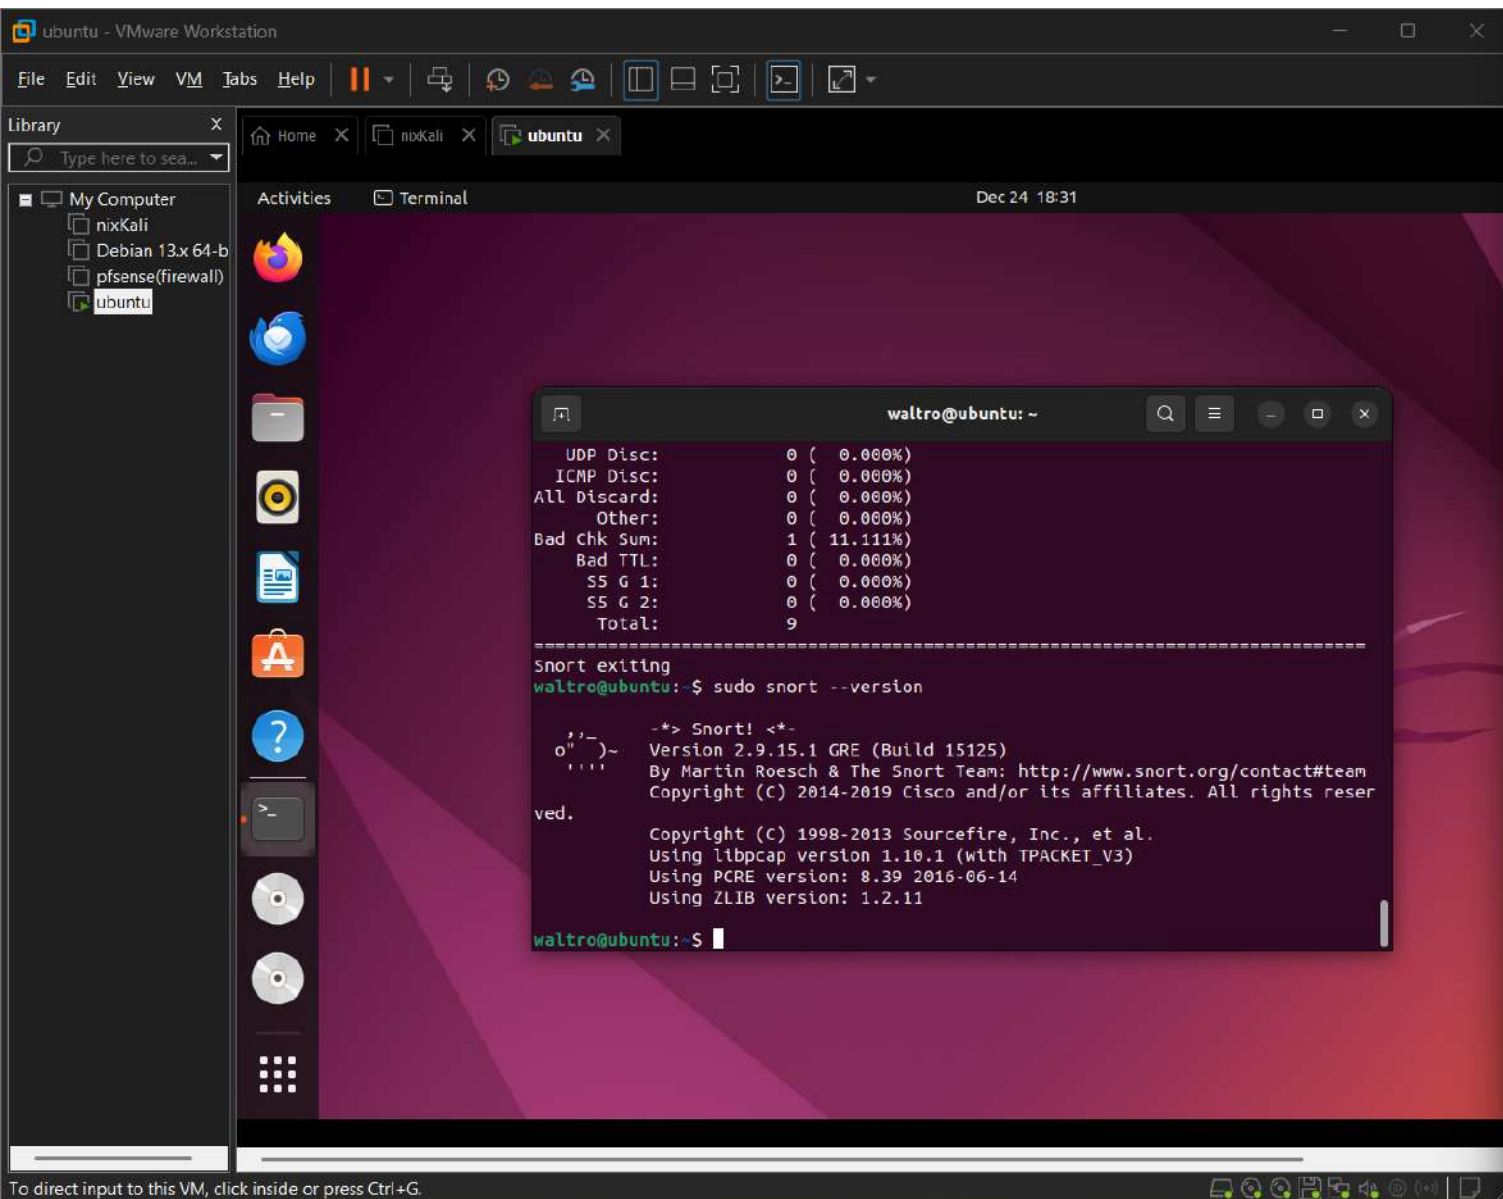 ubuntu - VMware Workstation
File Edit View VM Tabs Help
Library X
Type here to sea...
My Computer
nixKali
Debian 13.x 64-b
pfsense(firewall)
ubuntu
Home X nixKali X ubuntu X
Activities Terminal Dec 24 18:31
waltro@ubuntu: ~
UDP Disc: 0 ( 0.000%)
ICMP Disc: 0 ( 0.000%)
All Discard: 0 ( 0.000%)
Other: 0 ( 0.000%)
Bad Chk Sum: 1 ( 11.111%)
Bad TTL: 0 ( 0.000%)
S5 G 1: 0 ( 0.000%)
S5 G 2: 0 ( 0.000%)
Total: 9
===============================================================================
Snort exiting
waltro@ubuntu:~$ sudo snort --version
,,_ -*> Snort! <*-
o" )~ Version 2.9.15.1 GRE (Build 15125)
'''' By Martin Roesch & The Snort Team: http://www.snort.org/contact#team
Copyright (C) 2014-2019 Cisco and/or its affiliates. All rights reser
ved.
Copyright (C) 1998-2013 Sourcefire, Inc., et al.
Using libpcap version 1.10.1 (with TPACKET_V3)
Using PCRE version: 8.39 2016-06-14
Using ZLIB version: 1.2.11
waltro@ubuntu:~$
To direct input to this VM, click inside or press Ctrl+G.